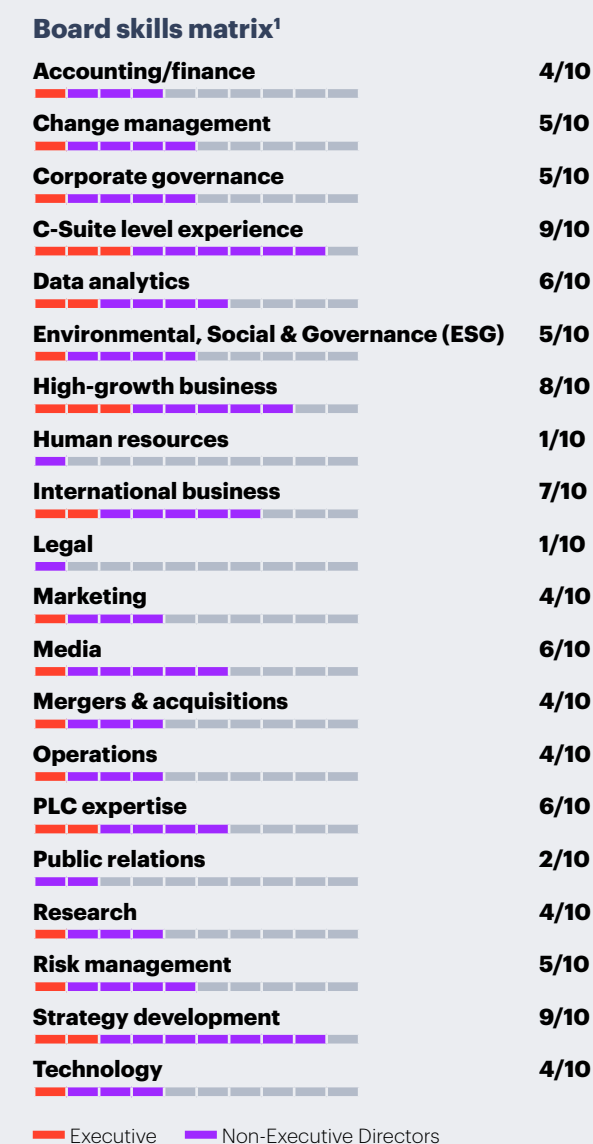 Board skills matrix¹
Accounting/finance 4/10
Change management 5/10
Corporate governance 5/10
C-Suite level experience 9/10
Data analytics 6/10
Environmental, Social & Governance (ESG) 5/10
High-growth business 8/10
Human resources 1/10
International business 7/10
Legal 1/10
Marketing 4/10
Media 6/10
Mergers & acquisitions 4/10
Operations 4/10
PLC expertise 6/10
Public relations 2/10
Research 4/10
Risk management 5/10
Strategy development 9/10
Technology 4/10
Executive Non-Executive Directors